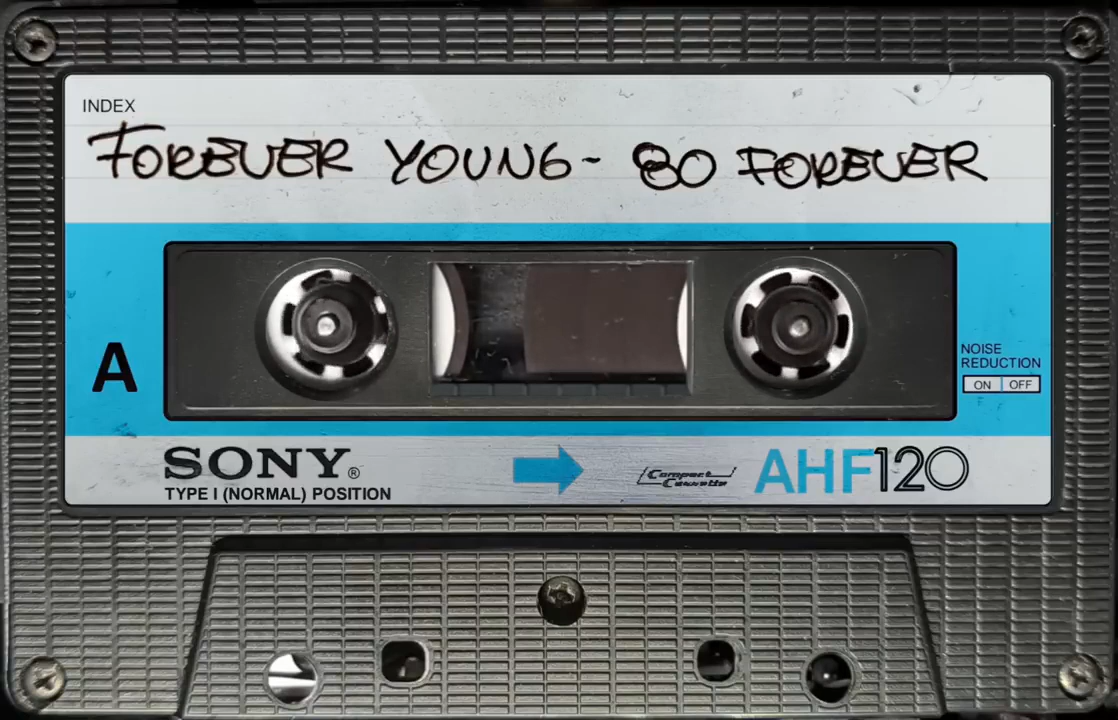 INDEX
FOREVER YOUNG - 80 FOREVER
A
NOISE
REDUCTION
ON OFF
SONY®
TYPE I (NORMAL) POSITION
Compact
Cassette
AHF120